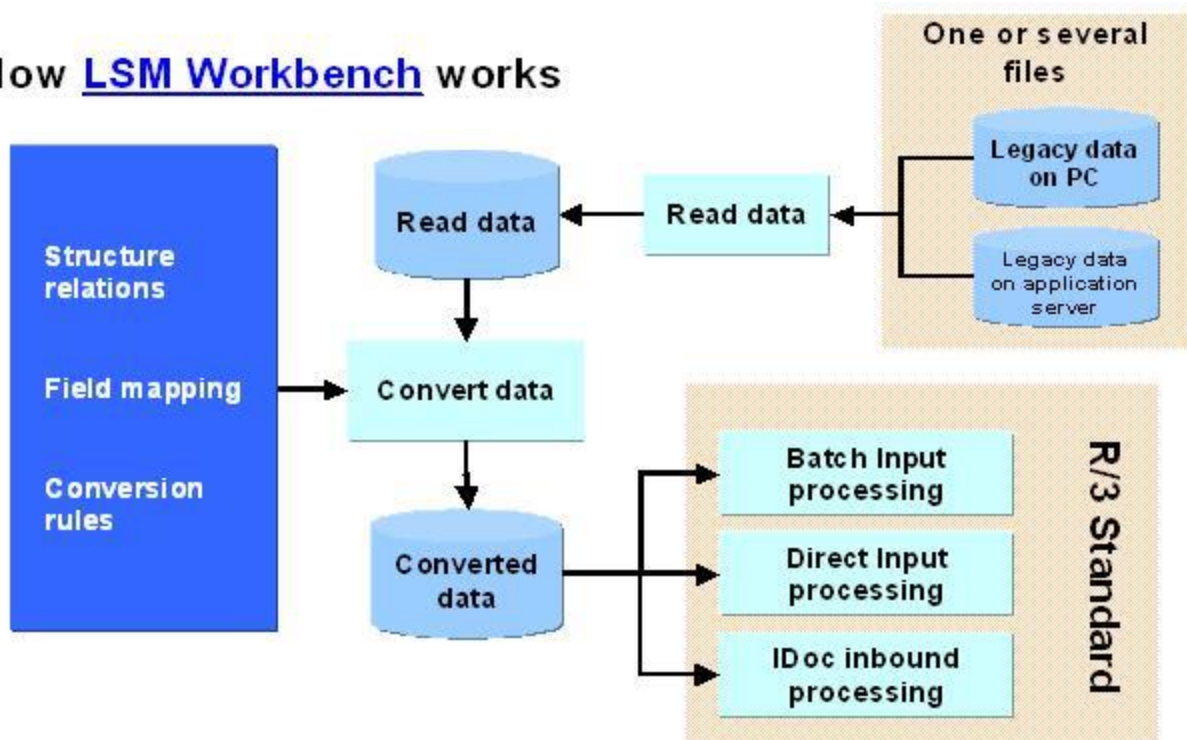 low LSM Workbench works
One or several
files
Legacy data
on PC
Legacy data
on application
server
Read data
Read data
Structure
relations
Field mapping
Conversion
rules
Convert data
Converted
data
Batch Input
processing
Direct Input
processing
IDoc inbound
processing
R/3 Standard